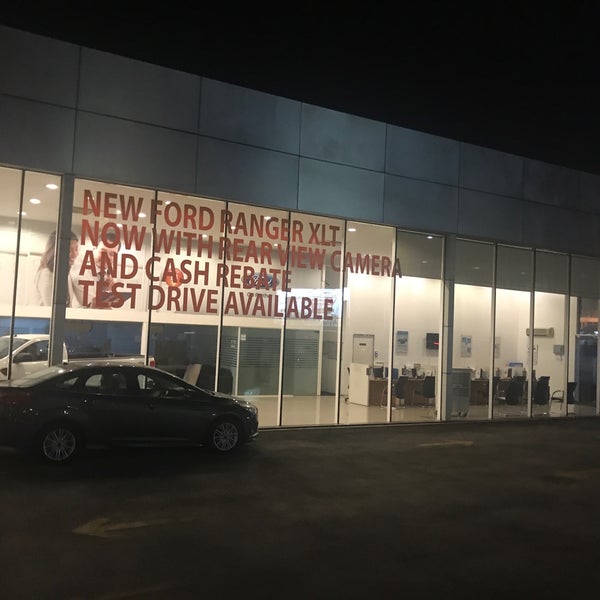 NEW FORD RANGER XLT
NOW WITH REAR VIEW CAMERA
AND CASH REBATE
TEST DRIVE AVAILABLE